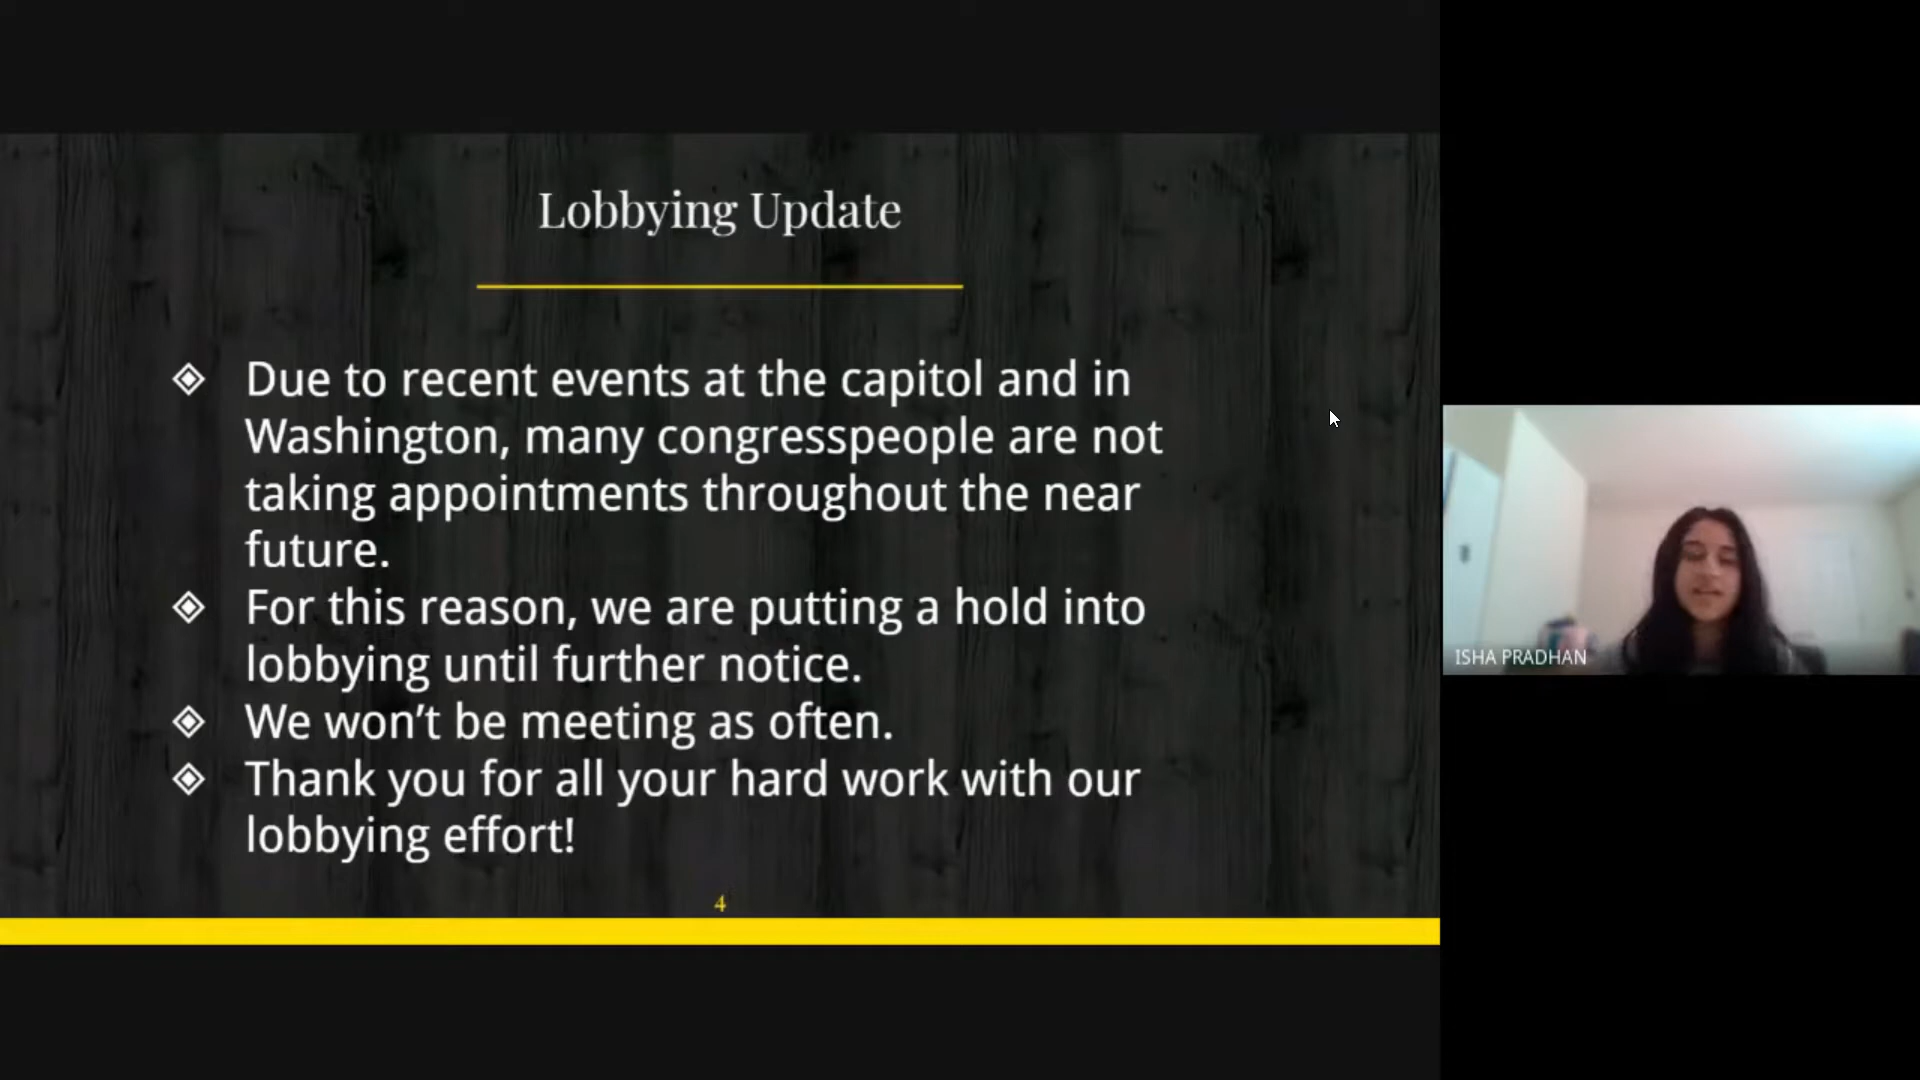 Lobbying Update
Due to recent events at the capitol and in
Washington, many congresspeople are not
taking appointments throughout the near
future.
For this reason, we are putting a hold into
lobbying until further notice.
We won’t be meeting as often.
Thank you for all your hard work with our
lobbying effort!
4
ISHA PRADHAN